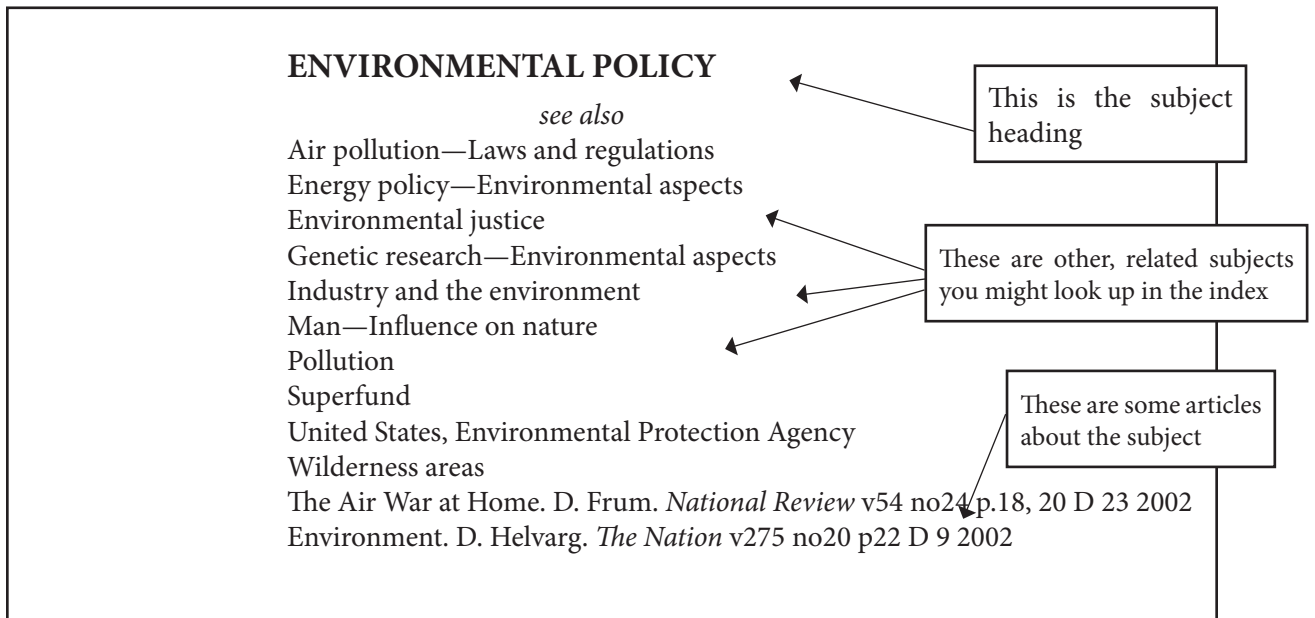 ENVIRONMENTAL POLICY
see also
Air pollution—Laws and regulations
Energy policy—Environmental aspects
Environmental justice
Genetic research—Environmental aspects
Industry and the environment
Man—Influence on nature
Pollution
Superfund
United States, Environmental Protection Agency
Wilderness areas
The Air War at Home. D. Frum. National Review v54 no24 p.18, 20 D 23 2002
Environment. D. Helvarg. The Nation v275 no20 p22 D 9 2002
This is the subject
heading
These are other, related subjects
you might look up in the index
These are some articles
about the subject